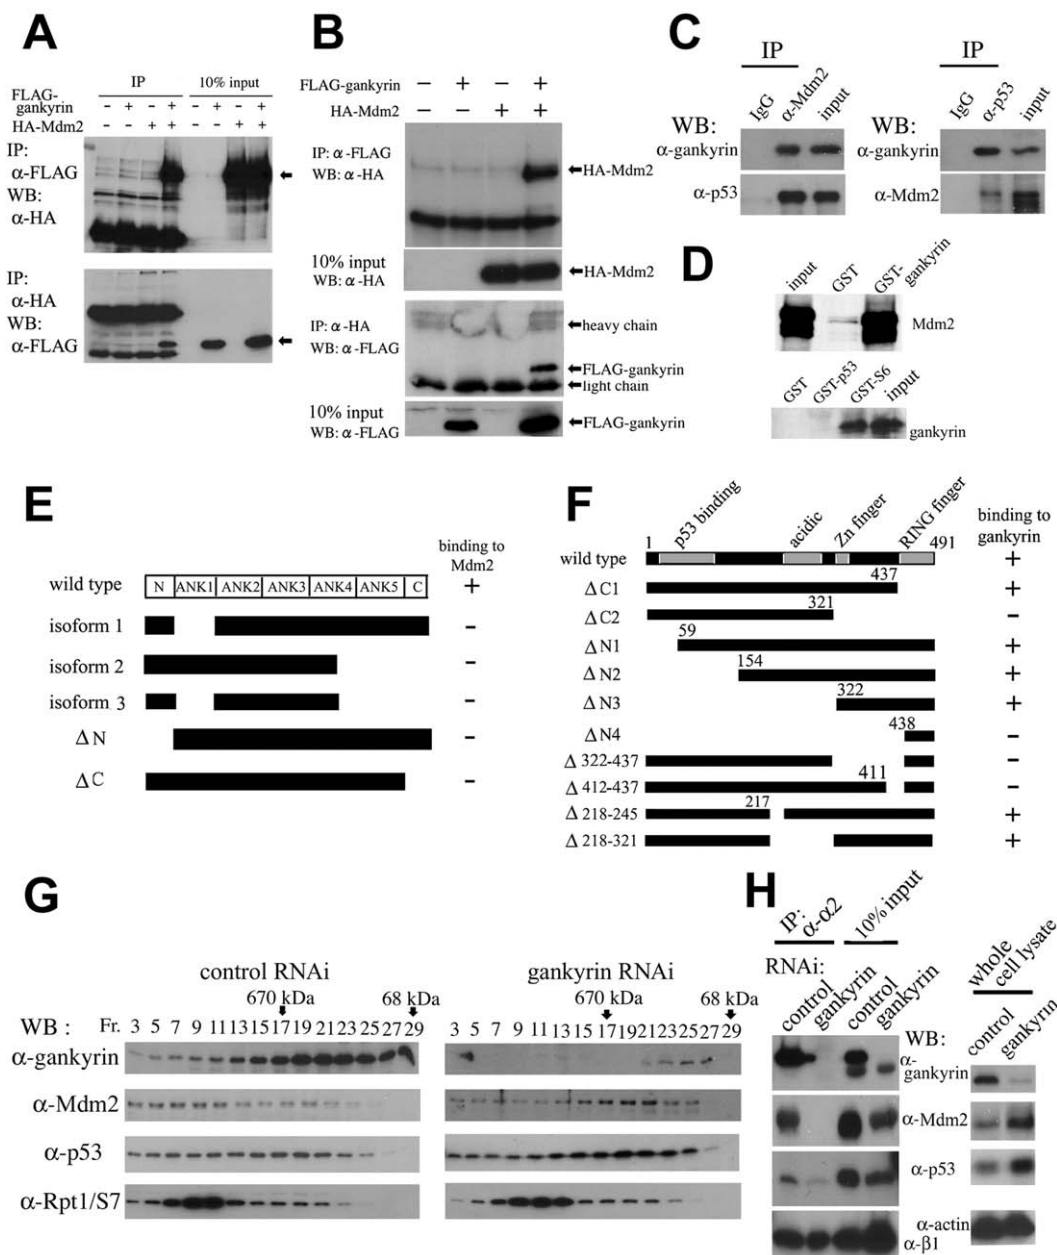 A
IP 10% input
FLAG-
gankyrin - + - + - + - +
HA-Mdm2 - - + + - - + +
IP:
α-FLAG
WB:
α-HA
IP:
α-HA
WB:
α-FLAG
B
FLAG-gankyrin - + - +
HA-Mdm2 - - + +
IP: α-FLAG
WB: α-HA
HA-Mdm2
10% input
WB: α-HA
HA-Mdm2
IP: α-HA
WB: α-FLAG
heavy chain
FLAG-gankyrin
light chain
10% input
WB: α-FLAG
FLAG-gankyrin
C
IP
IgG α-Mdm2 input
WB:
α-gankyrin
α-p53
IP
IgG α-p53 input
WB:
α-gankyrin
α-Mdm2
D
input GST GST-gankyrin
Mdm2
GST GST-p53 GST-S6 input
gankyrin
E
binding to
Mdm2
wild type N ANK1 ANK2 ANK3 ANK4 ANK5 C +
isoform 1 -
isoform 2 -
isoform 3 -
ΔN -
ΔC -
F
p53 binding acidic Zn finger RING finger
binding to
gankyrin
1 491
wild type +
437
ΔC1 +
321
ΔC2 -
59
ΔN1 +
154
ΔN2 +
322
ΔN3 +
438
ΔN4 -
Δ322-437 -
411
Δ412-437 -
217
Δ218-245 +
Δ218-321 +
G
control RNAi
670 kDa 68 kDa
WB : Fr. 3 5 7 9 11 13 15 17 19 21 23 25 27 29
gankyrin RNAi
670 kDa 68 kDa
3 5 7 9 11 13 15 17 19 21 23 25 27 29
α-gankyrin
α-Mdm2
α-p53
α-Rpt1/S7
H
IP: α-α2
10% input
RNAi:
control gankyrin control gankyrin
whole cell lysate
WB:
control gankyrin
α-gankyrin
α-Mdm2
α-p53
α-actin
α-β1